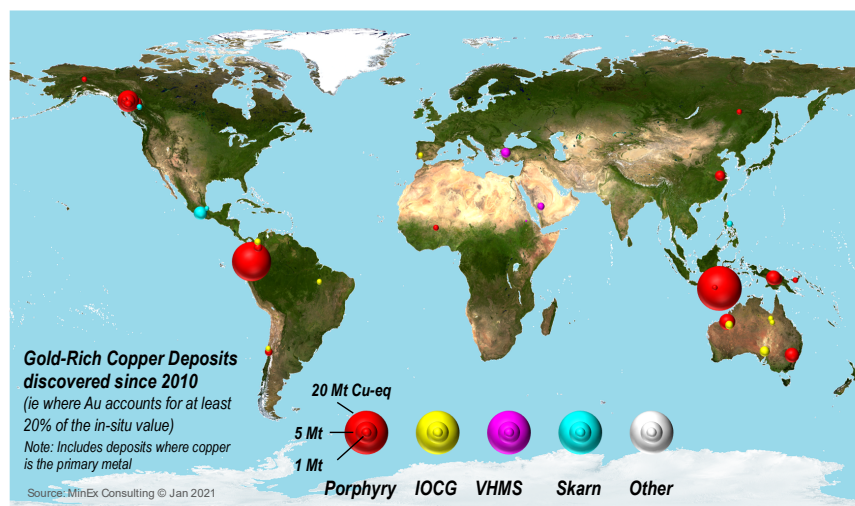 Gold-Rich Copper Deposits
discovered since 2010
(ie where Au accounts for at least
20% of the in-situ value)
Note: Includes deposits where copper
is the primary metal
20 Mt Cu-eq
5 Mt
1 Mt
Porphyry IOCG VHMS Skarn Other
Source: MinEx Consulting © Jan 2021